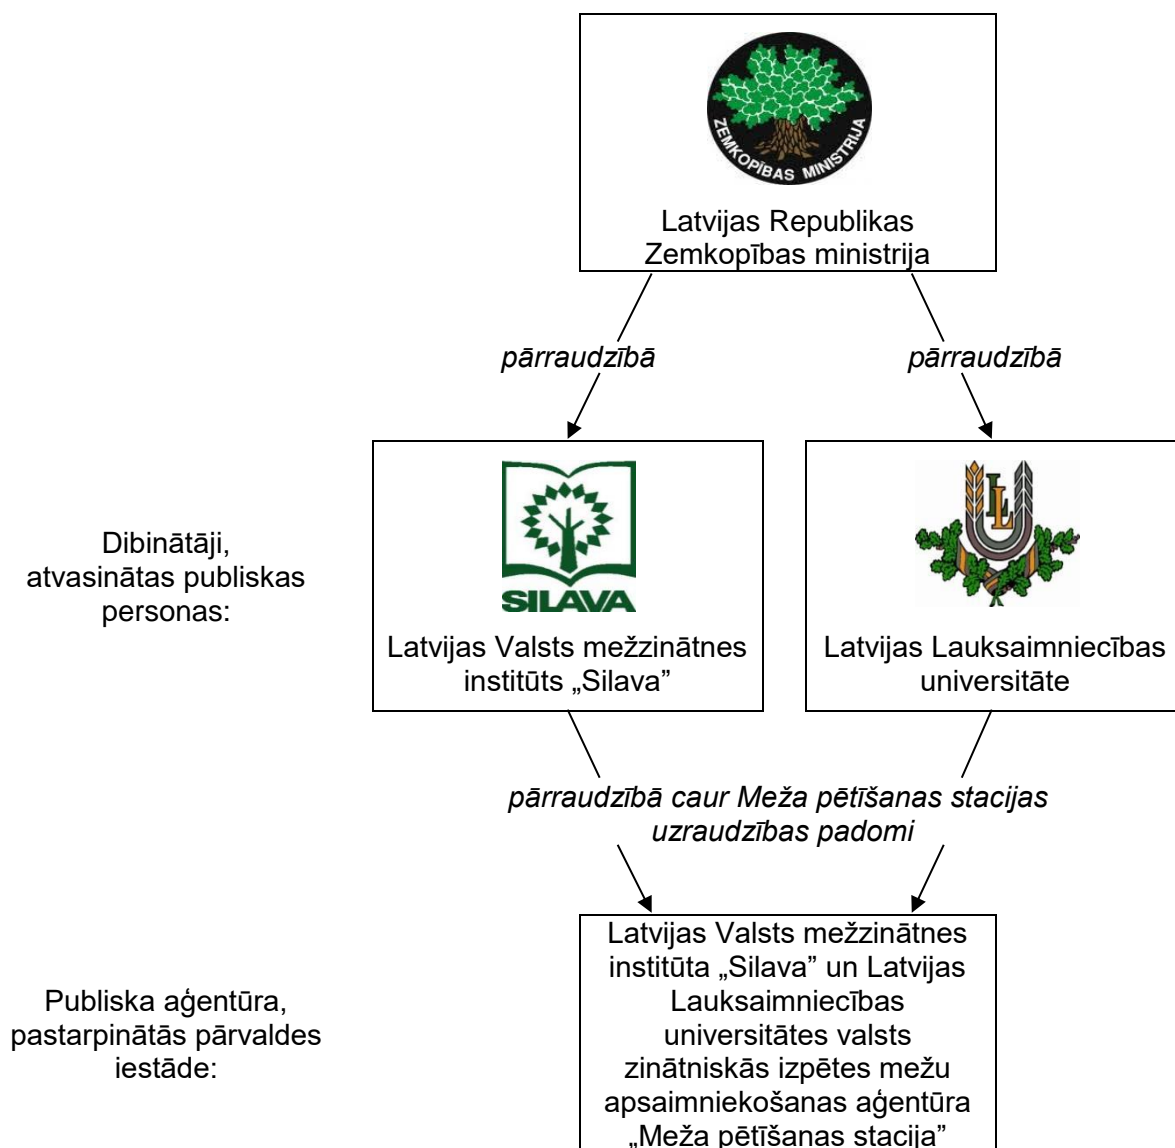 ZEMKOPĪBAS MINISTRIJA
Latvijas Republikas
Zemkopības ministrija
pārraudzībā
pārraudzībā
Dibinātāji,
atvasinātas publiskas
personas:
SILAVA
Latvijas Valsts mežzinātnes
institūts „Silava”
LL
Latvijas Lauksaimniecības
universitāte
pārraudzībā caur Meža pētīšanas stacijas
uzraudzības padomi
Publiska aģentūra,
pastarpinātās pārvaldes
iestāde:
Latvijas Valsts mežzinātnes
institūta „Silava” un Latvijas
Lauksaimniecības
universitātes valsts
zinātniskās izpētes mežu
apsaimniekošanas aģentūra
„Meža pētīšanas stacija”